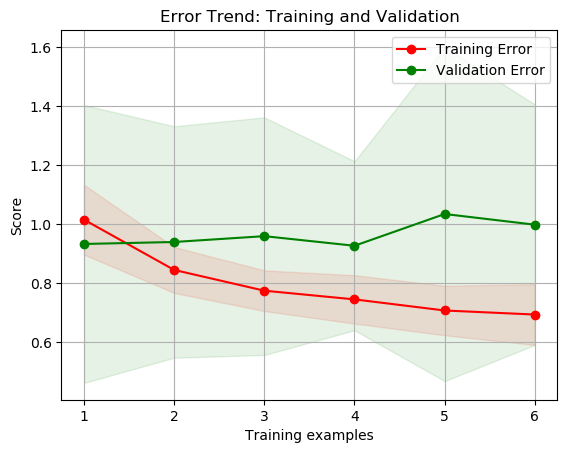 Error Trend: Training and Validation
Training Error
Validation Error
1.6
1.4
1.2
1.0
0.8
0.6
Score
1 2 3 4 5 6
Training examples